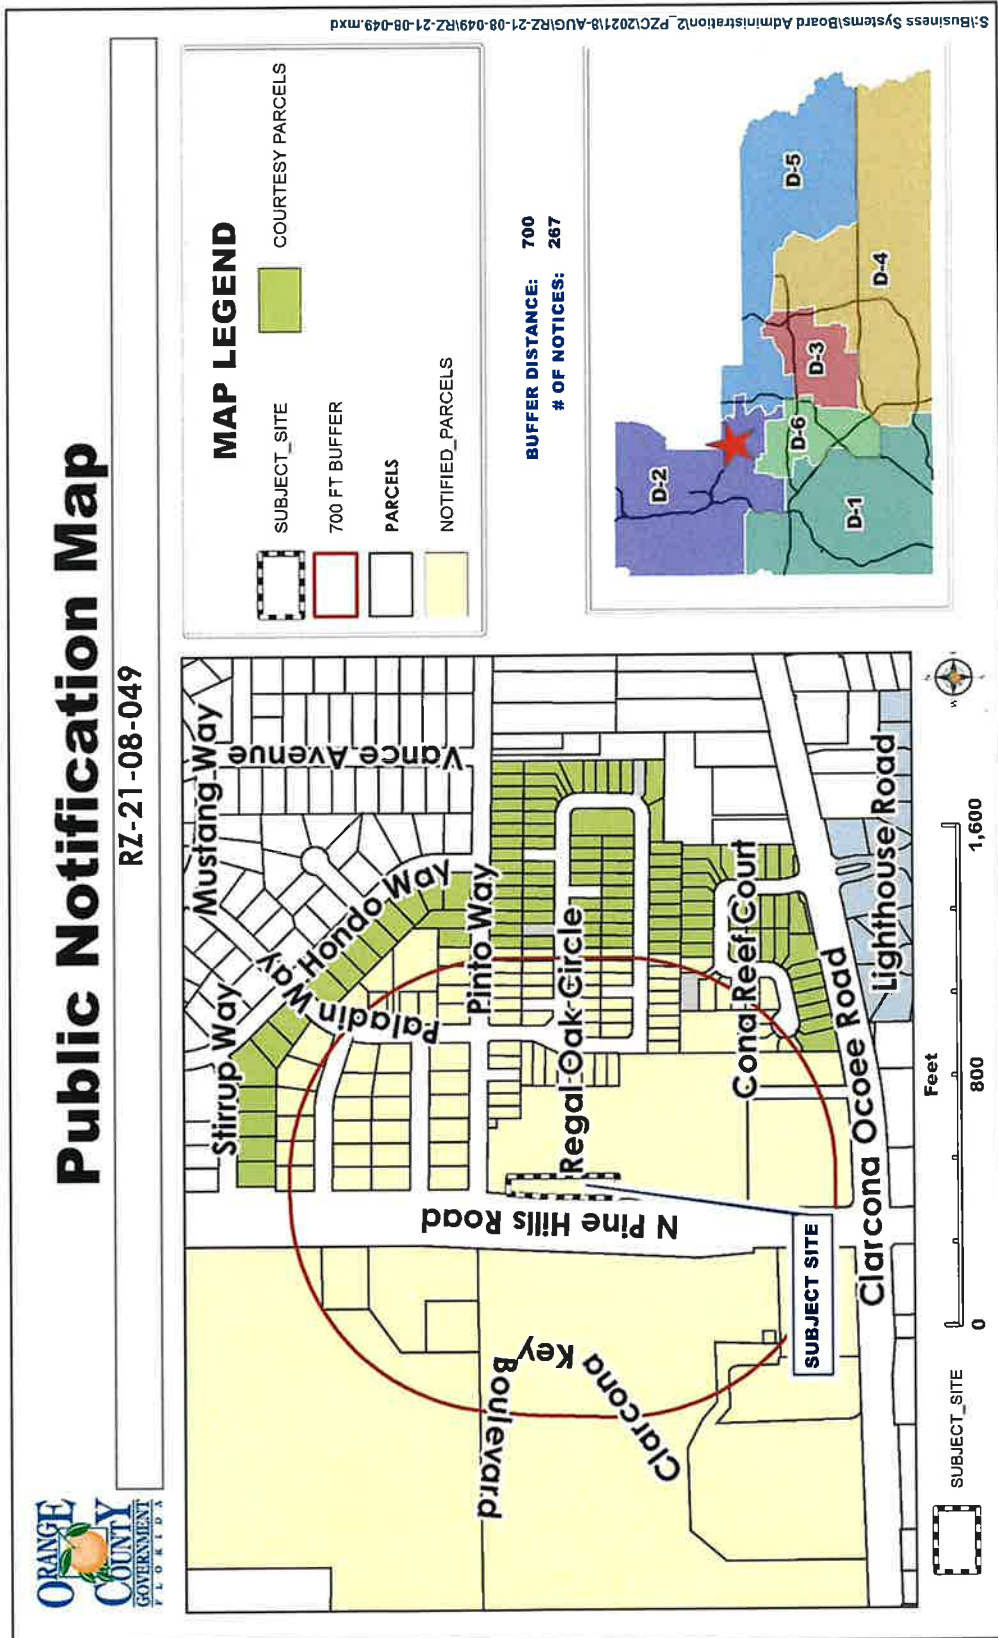 ORANGE
COUNTY
GOVERNMENT
FLORIDA
Public Notification Map
RZ-21-08-049
Stirrup Way
Mustang Way
Vance Avenue
Hondo Way
Paladin Way
Pinto Way
Regal Oak Circle
N Pine Hills Road
Clarcona Key
Boulevard
Cona Reef Court
Clarcona Ocoee Road
Lighthouse Road
SUBJECT SITE
MAP LEGEND
SUBJECT_SITE
COURTESY PARCELS
700 FT BUFFER
PARCELS
NOTIFIED_PARCELS
BUFFER DISTANCE: 700
# OF NOTICES: 267
D-2
D-5
D-6
D-3
D-1
D-4
SUBJECT_SITE
Feet
0 800 1,600
S:\Business Systems\Board Administration\2_PZC\2021\8-AUG\RZ-21-08-049\RZ-21-08-049.mxd